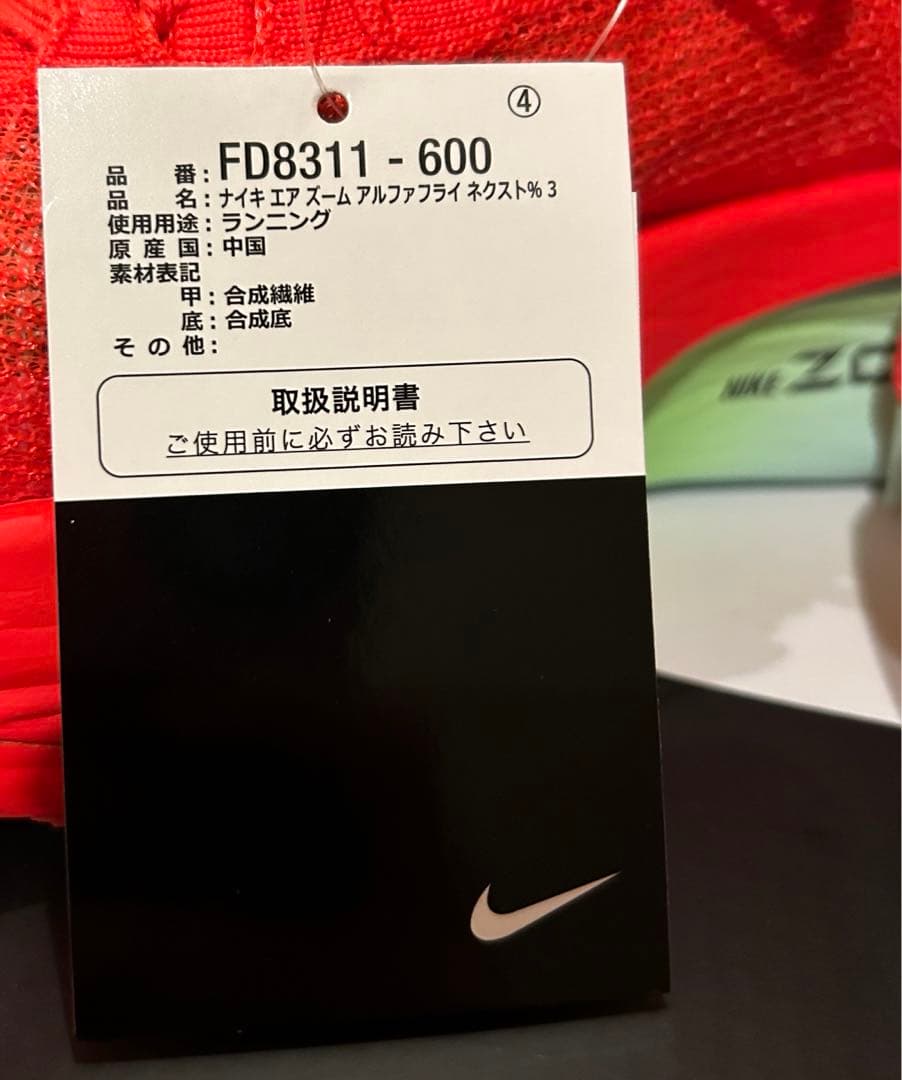 ④
品　番：FD8311 - 600
品　名：ナイキ エア ズーム アルファフライ ネクスト% 3
使用用途：ランニング
原産国：中国
素材表記
甲：合成繊維
底：合成底
その他：
取扱説明書
ご使用前に必ずお読み下さい
NIKE ZO